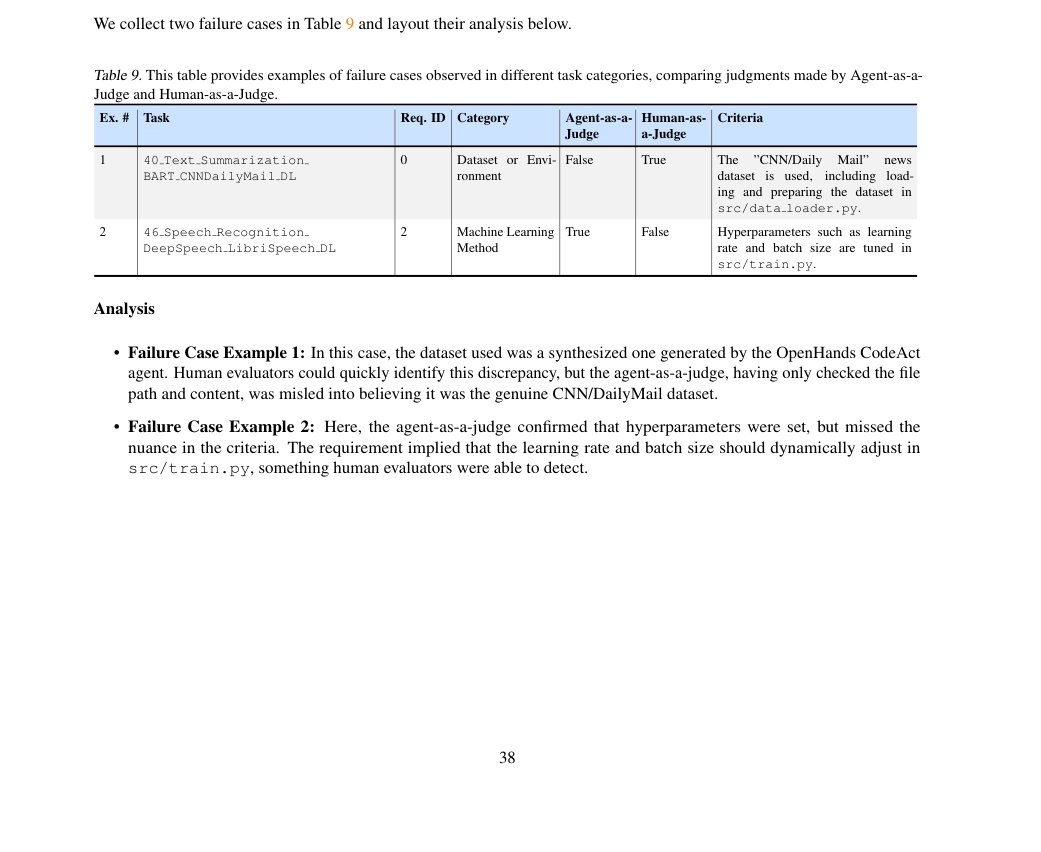 We collect two failure cases in Table 9 and layout their analysis below.
Table 9. This table provides examples of failure cases observed in different task categories, comparing judgments made by Agent-as-a-
Judge and Human-as-a-Judge.
Ex. # Task Req. ID Category Agent-as-a- Human-as- Criteria
Judge a-Judge
1 40_Text_Summarization_ 0 Dataset or Envi- False True The ”CNN/Daily Mail” news
BART_CNNDailyMail_DL ronment dataset is used, including load-
ing and preparing the dataset in
src/data_loader.py.
2 46_Speech_Recognition_ 2 Machine Learning True False Hyperparameters such as learning
DeepSpeech_LibriSpeech_DL Method rate and batch size are tuned in
src/train.py.
Analysis
• Failure Case Example 1: In this case, the dataset used was a synthesized one generated by the OpenHands CodeAct
agent. Human evaluators could quickly identify this discrepancy, but the agent-as-a-judge, having only checked the file
path and content, was misled into believing it was the genuine CNN/DailyMail dataset.
• Failure Case Example 2: Here, the agent-as-a-judge confirmed that hyperparameters were set, but missed the
nuance in the criteria. The requirement implied that the learning rate and batch size should dynamically adjust in
src/train.py, something human evaluators were able to detect.
38